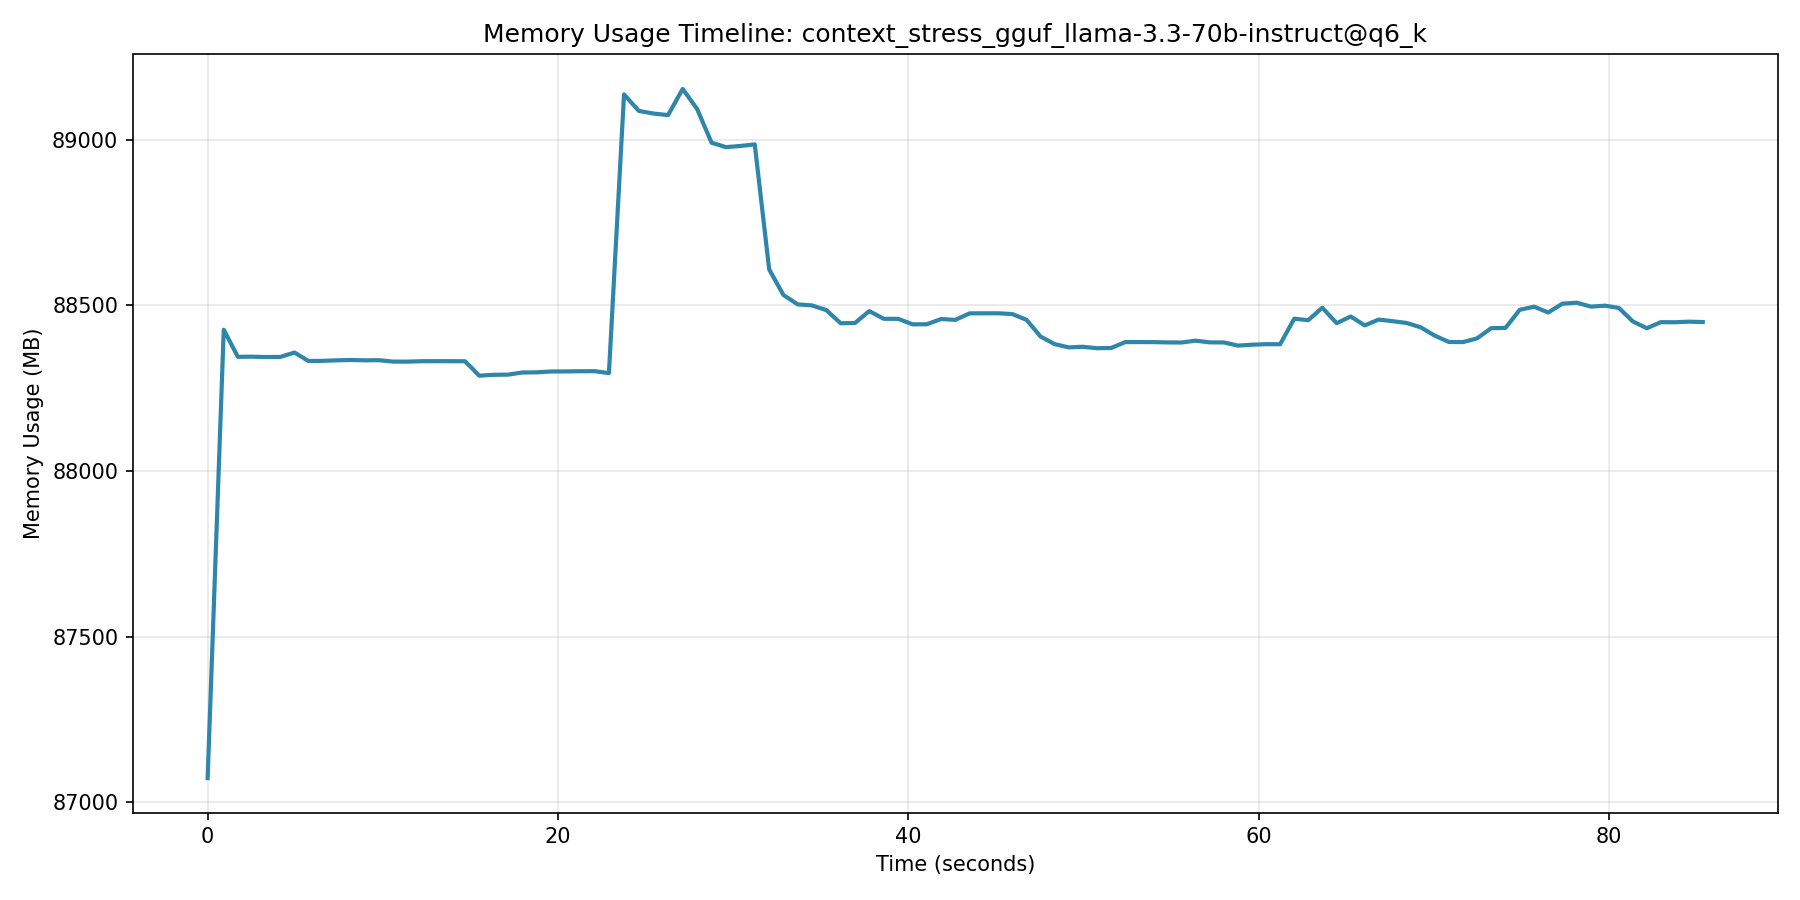 Memory Usage Timeline: context_stress_gguf_llama-3.3-70b-instruct@q6_k
Memory Usage (MB)
89000
88500
88000
87500
87000
0 20 40 60 80
Time (seconds)